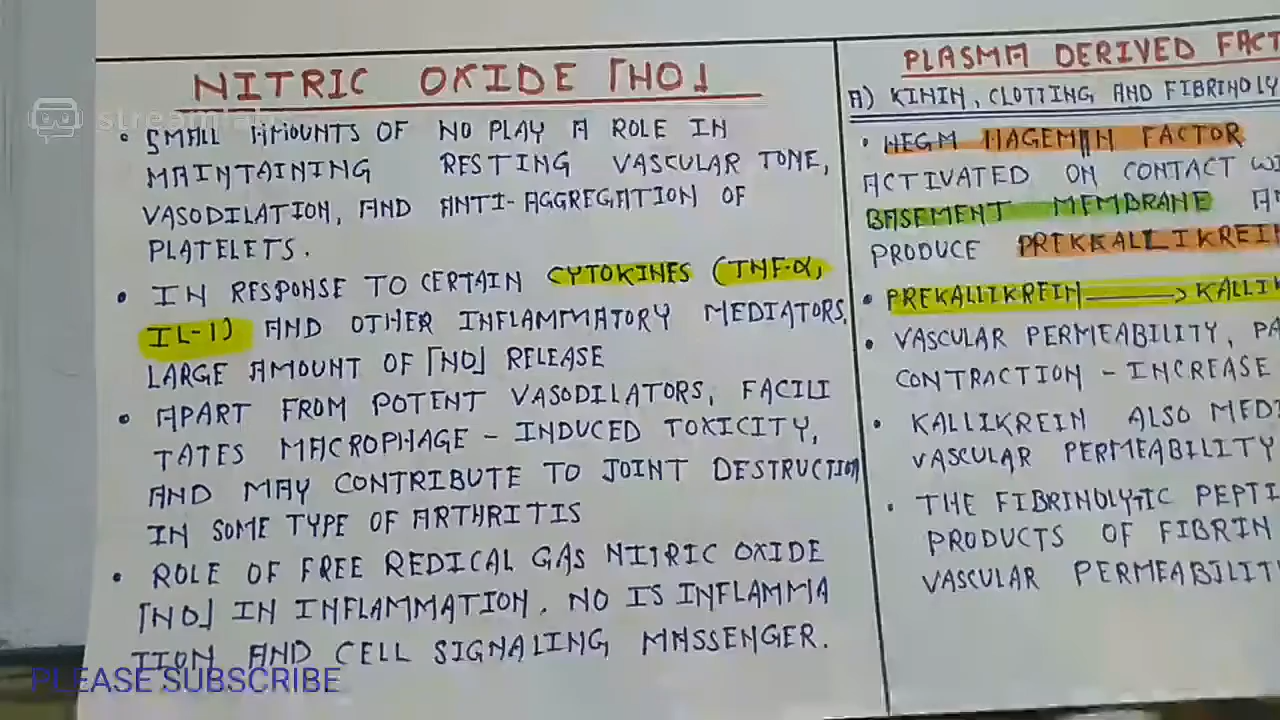 NITRIC OXIDE [NO]
• SMALL AMOUNTS OF NO PLAY A ROLE IN
MAINTAINING RESTING VASCULAR TONE,
VASODILATION, AND ANTI-AGGREGATION OF
PLATELETS.
• IN RESPONSE TO CERTAIN CYTOKINES (TNF-α,
IL-1) AND OTHER INFLAMMATORY MEDIATORS,
LARGE AMOUNT OF [NO] RELEASE
• APART FROM POTENT VASODILATORS, FACILI
TATES MACROPHAGE - INDUCED TOXICITY,
AND MAY CONTRIBUTE TO JOINT DESTRUCTION
IN SOME TYPE OF ARTHRITIS
• ROLE OF FREE REDICAL GAS NITRIC OXIDE
[NO] IN INFLAMMATION. NO IS INFLAMMA
TION AND CELL SIGNALING MASSENGER.
PLASMA DERIVED FACT
A) KININ, CLOTTING AND FIBRINOLY
• HEGM HAGEMAN FACTOR
ACTIVATED ON CONTACT WI
BASEMENT MEMBRANE A
PRODUCE PREKKALLIKREIN
• PREKALLIKREIN → KALLIK
• VASCULAR PERMEABILITY, PA
CONTRACTION - INCREASE
• KALLIKREIN ALSO MEDI
VASCULAR PERMEABILITY
• THE FIBRINOLYTIC PEPTI
PRODUCTS OF FIBRIN
VASCULAR PERMEABILIT
PLEASE SUBSCRIBE